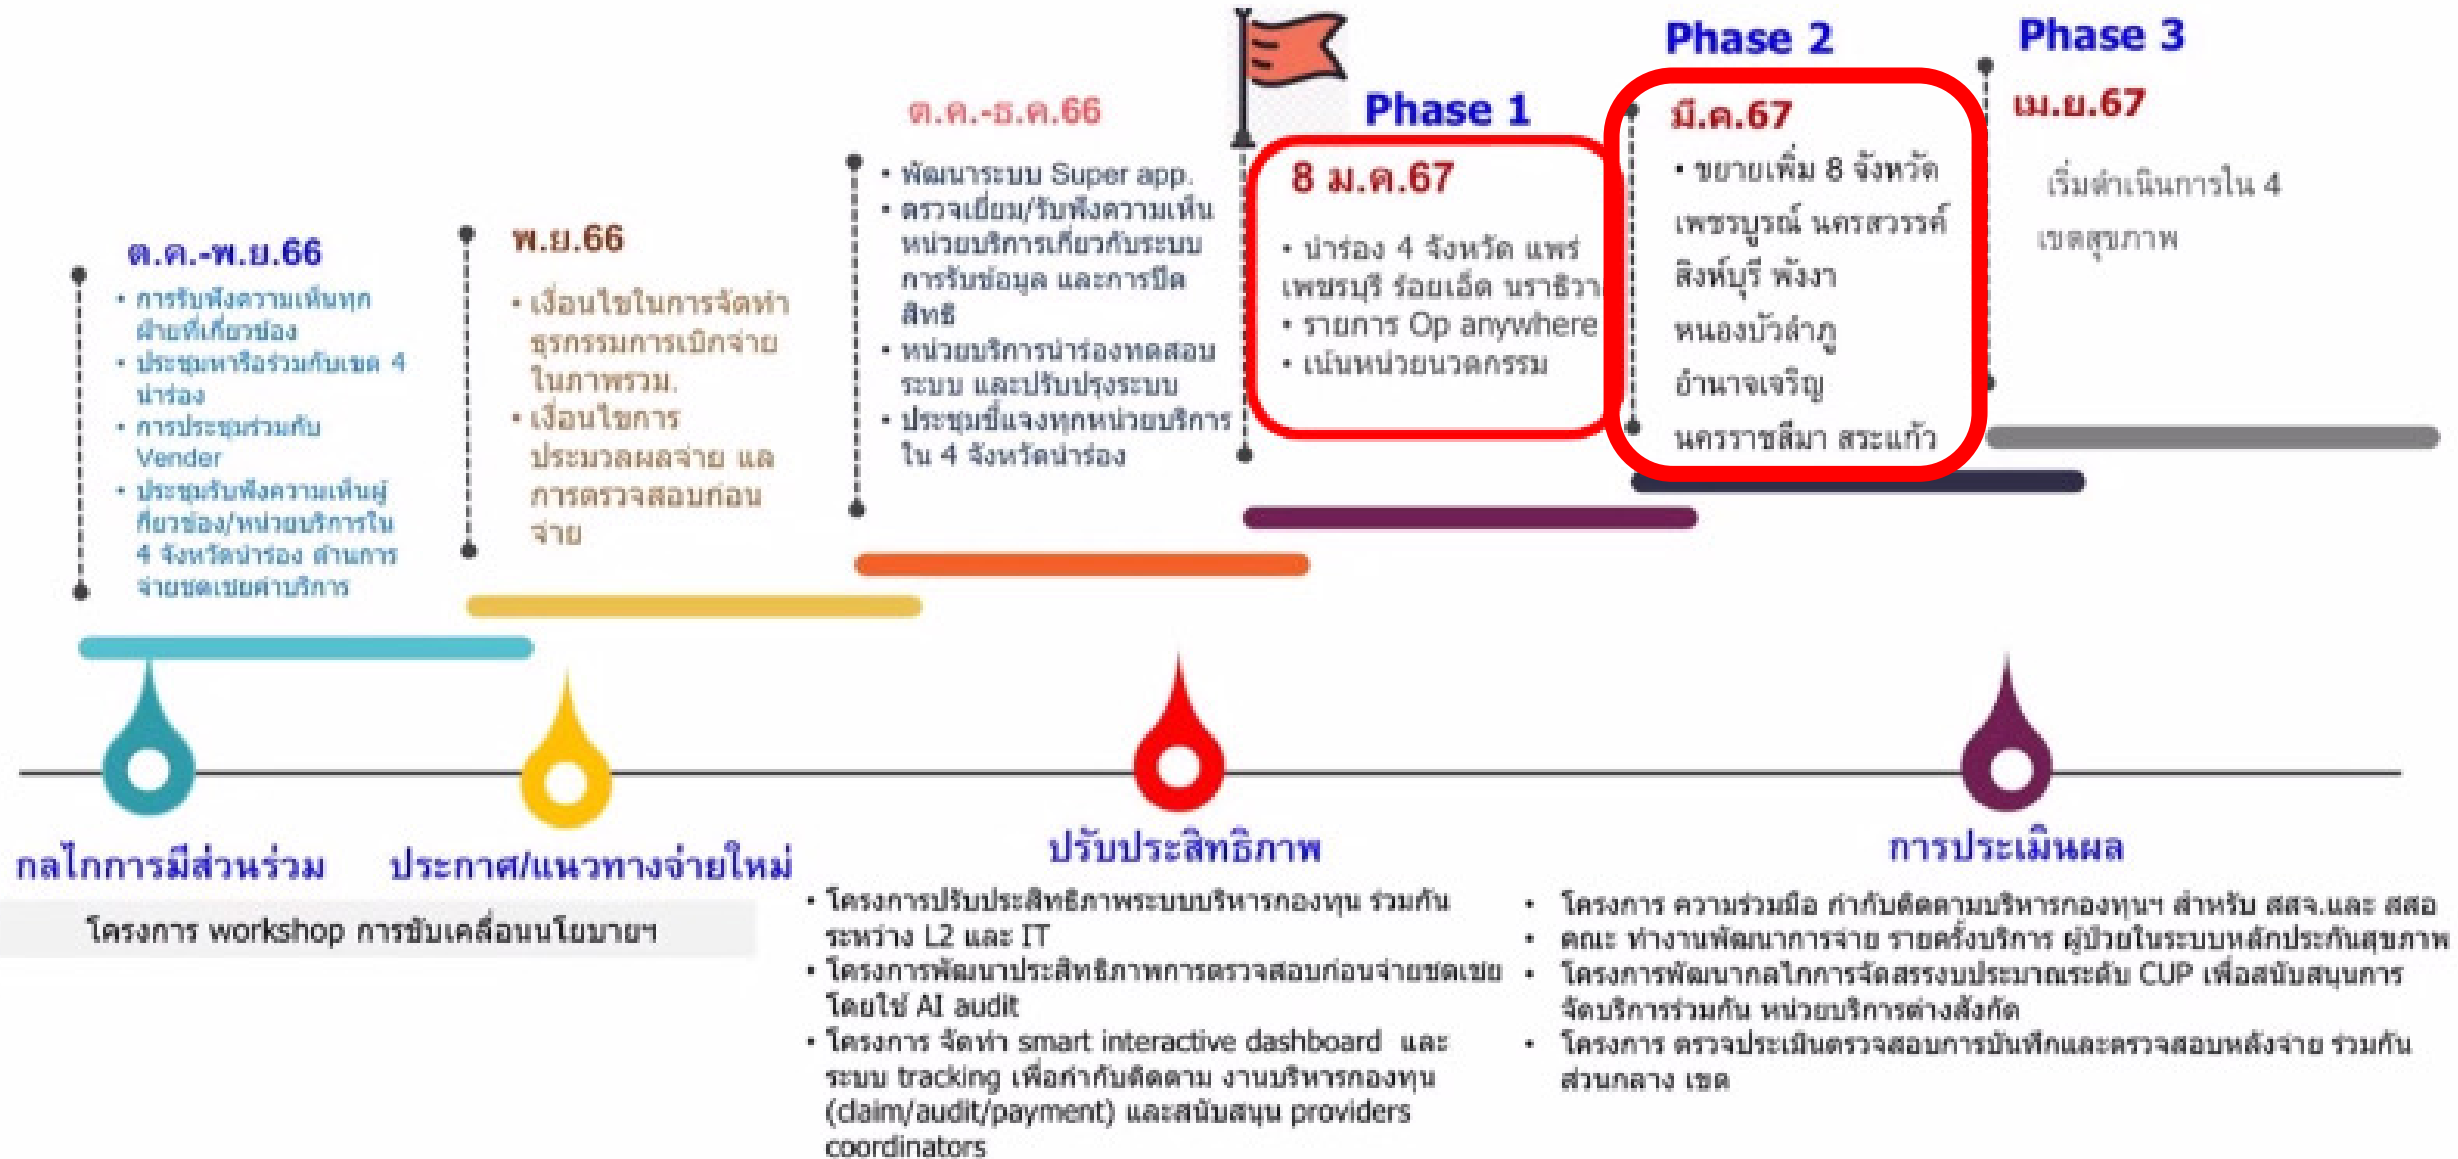 ต.ค.-พ.ย.66
• การรับฟังความเห็นทุก
ฝ่ายที่เกี่ยวข้อง
• ประชุมหารือร่วมกับเขต 4
นำร่อง
• การประชุมร่วมกับ
Vender
• ประชุมรับฟังความเห็นผู้
กี่ยวข้อง/หน่วยบริการใน
4 จังหวัดนำร่อง ด้านการ
จ่ายชดเชยค่าบริการ
พ.ย.66
• เงื่อนไขในการจัดทำ
ธุรกรรมการเบิกจ่าย
ในภาพรวม.
• เงื่อนไขการ
ประมวลผลจ่าย แล
การตรวจสอบก่อน
จ่าย
ต.ค.-ธ.ค.66
• พัฒนาระบบ Super app.
• ตรวจเยี่ยม/รับฟังความเห็น
หน่วยบริการเกี่ยวกับระบบ
การรับข้อมูล และการปิด
สิทธิ
• หน่วยบริการนำร่องทดสอบ
ระบบ และปรับปรุงระบบ
• ประชุมชี้แจงทุกหน่วยบริการ
ใน 4 จังหวัดนำร่อง
Phase 1
8 ม.ค.67
• นำร่อง 4 จังหวัด แพร่
เพชรบุรี ร้อยเอ็ด นราธิวา
• รายการ Op anywhere
• เน้นหน่วยนวตกรรม
Phase 2
มี.ค.67
• ขยายเพิ่ม 8 จังหวัด
เพชรบูรณ์ นครสวรรค์
สิงห์บุรี พังงา
หนองบัวลำภู
อำนาจเจริญ
นครราชสีมา สระแก้ว
Phase 3
เม.ย.67
เริ่มดำเนินการใน 4
เขตสุขภาพ
กลไกการมีส่วนร่วม
ประกาศ/แนวทางจ่ายใหม่
โครงการ workshop การขับเคลื่อนนโยบายฯ
ปรับประสิทธิภาพ
• โครงการปรับประสิทธิภาพระบบบริหารกองทุน ร่วมกัน
ระหว่าง L2 และ IT
• โครงการพัฒนาประสิทธิภาพการตรวจสอบก่อนจ่ายชดเชย
โดยใช้ AI audit
• โครงการ จัดทำ smart interactive dashboard และ
ระบบ tracking เพื่อกำกับติดตาม งานบริหารกองทุน
(claim/audit/payment) และสนับสนุน providers
coordinators
การประเมินผล
• โครงการ ความร่วมมือ กำกับติดตามบริหารกองทุนฯ สำหรับ สสจ.และ สสอ
• คณะ ทำงานพัฒนาการจ่าย รายครั้งบริการ ผู้ป่วยในระบบหลักประกันสุขภาพ
• โครงการพัฒนากลไกการจัดสรรงบประมาณระดับ CUP เพื่อสนับสนุนการ
จัดบริการร่วมกัน หน่วยบริการต่างสังกัด
• โครงการ ตรวจประเมินตรวจสอบการบันทึกและตรวจสอบหลังจ่าย ร่วมกัน
ส่วนกลาง เขต